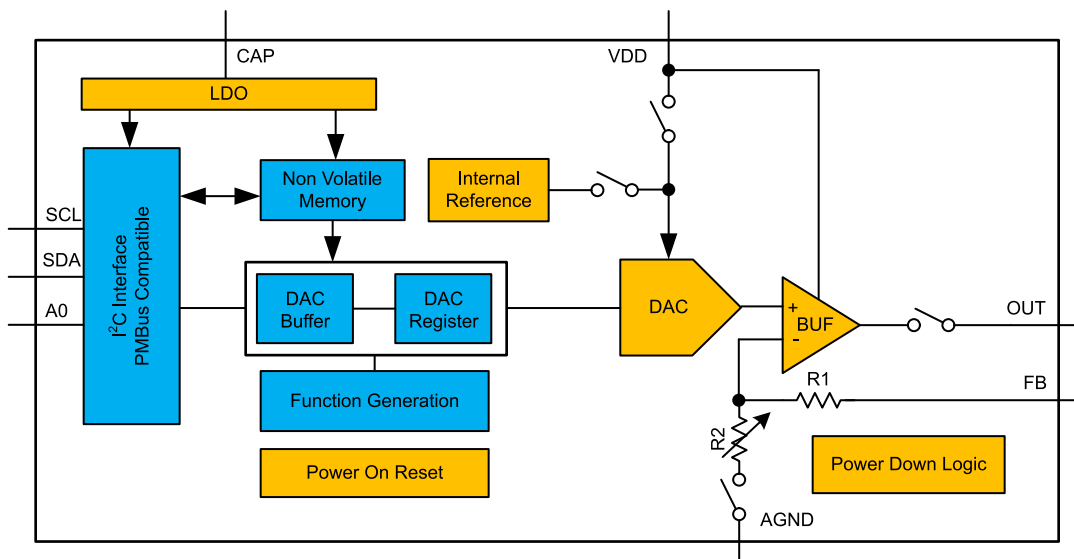 CAP
VDD
LDO
Non Volatile
Memory
Internal
Reference
SCL
SDA
A0
I²C Interface
PMBus Compatible
DAC
Buffer
DAC
Register
DAC
+
BUF
-
OUT
Function Generation
R1
FB
R2
Power On Reset
Power Down Logic
AGND